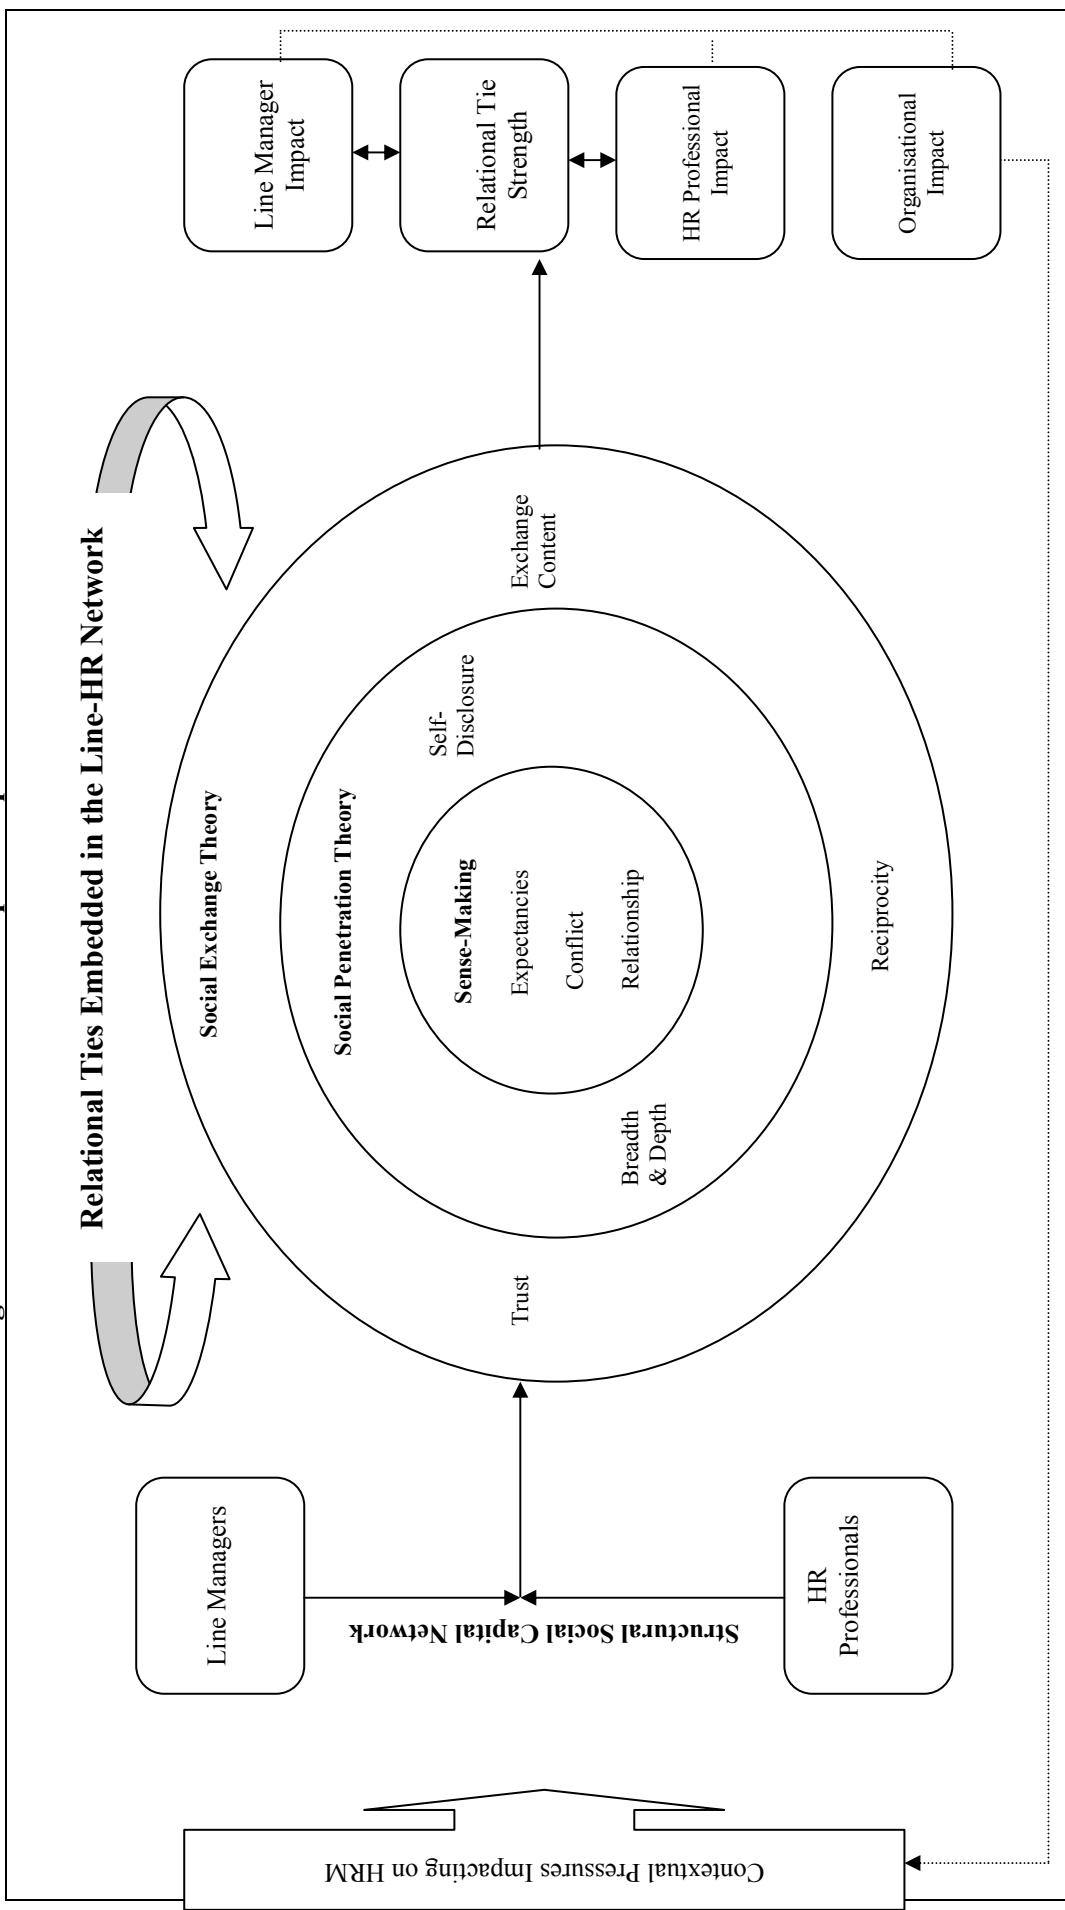 Relational Ties Embedded in the Line-HR Network
Contextual Pressures Impacting on HRM
Line Managers
Structural Social Capital Network
HR
Professionals
Social Exchange Theory
Trust
Exchange
Content
Reciprocity
Social Penetration Theory
Self-
Disclosure
Breadth
& Depth
Sense-Making
Expectancies
Conflict
Relationship
Line Manager
Impact
Relational Tie
Strength
HR Professional
Impact
Organisational
Impact